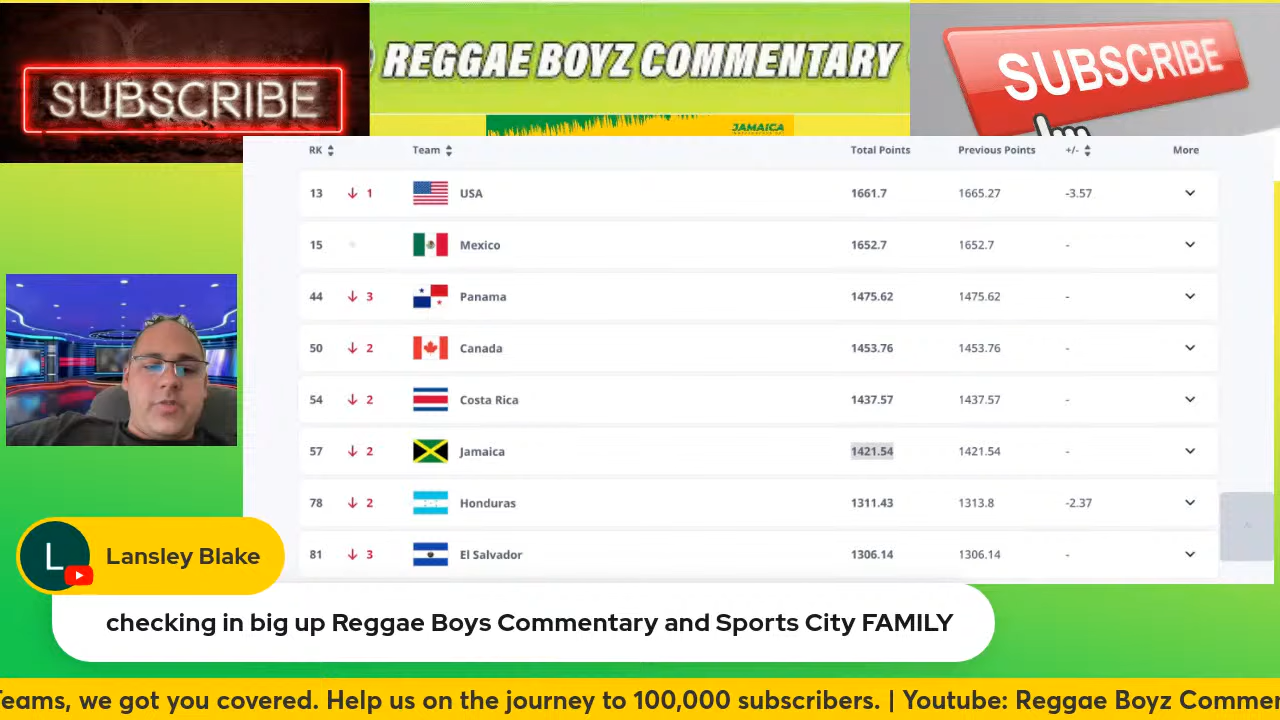 SUBSCRIBE
REGGAE BOYZ COMMENTARY
SUBSCRIBE
JAMAICA
RK Team Total Points Previous Points +/- More
13 ↓ 1 USA 1661.7 1665.27 -3.57
15 Mexico 1652.7 1652.7 -
44 ↓ 3 Panama 1475.62 1475.62 -
50 ↓ 2 Canada 1453.76 1453.76 -
54 ↓ 2 Costa Rica 1437.57 1437.57 -
57 ↓ 2 Jamaica 1421.54 1421.54 -
78 ↓ 2 Honduras 1311.43 1313.8 -2.37
81 ↓ 3 El Salvador 1306.14 1306.14 -
L Lansley Blake
checking in big up Reggae Boys Commentary and Sports City FAMILY
Teams, we got you covered. Help us on the journey to 100,000 subscribers. | Youtube: Reggae Boyz Commen